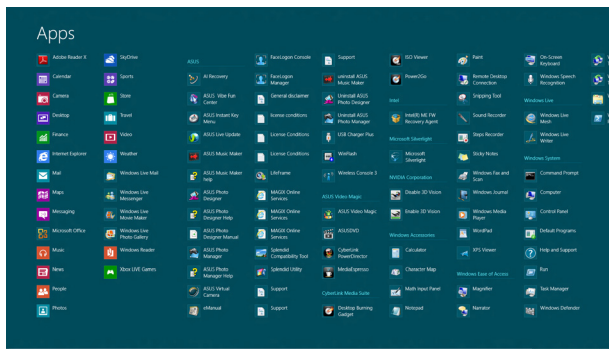 Apps
Adobe Reader X
Calendar
Camera
Desktop
Finance
Internet Explorer
Mail
Maps
Messaging
Microsoft Office
Music
News
People
Photos
SkyDrive
Sports
Store
Travel
Video
Weather
Windows Live Mail
Windows Live
Messenger
Windows Live
Movie Maker
Windows Live
Photo Gallery
Windows Reader
Xbox LIVE Games
ASUS
AI Recovery
ASUS Vibe Fun
Center
ASUS Instant Key
Menu
ASUS Live Update
ASUS Music Maker
ASUS Music Maker
help
ASUS Photo
Designer
ASUS Photo
Designer Help
ASUS Photo
Designer Manual
ASUS Photo
Manager
ASUS Photo
Manager Help
ASUS Virtual
Camera
eManual
FaceLogon Console
FaceLogon
Manager
General disclaimer
license conditions
License Conditions
License Conditions
LifeFrame
MAGIX Online
Services
MAGIX Online
Services
MAGIX Online
Services
Splendid
Compatibility Tool
Splendid Utility
Support
Support
Support
uninstall ASUS
Music Maker
Uninstall ASUS
Photo Designer
Uninstall ASUS
Photo Manager
USB Charger Plus
WinFlash
Wireless Console 3
ASUS Video Magic
ASUS Video Magic
ASUSDVD
CyberLink
PowerDirector
MediaEspresso
CyberLink Media Suite
Desktop Burning
Gadget
ISO Viewer
Power2Go
Intel
Intel(R) ME FW
Recovery Agent
Microsoft Silverlight
Microsoft
Silverlight
NVIDIA Corporation
Disable 3D Vision
Enable 3D Vision
Windows Accessories
Calculator
Character Map
Math Input Panel
Notepad
Paint
Remote Desktop
Connection
Snipping Tool
Sound Recorder
Steps Recorder
Sticky Notes
Windows Fax and
Scan
Windows Journal
Windows Media
Player
WordPad
XPS Viewer
Windows Ease of Access
Magnifier
Narrator
On-Screen
Keyboard
Windows Speech
Recognition
Windows Live
Windows Live
Mesh
Windows Live
Writer
Windows System
Command Prompt
Computer
Control Panel
Default Programs
Help and Support
Run
Task Manager
Windows Defender